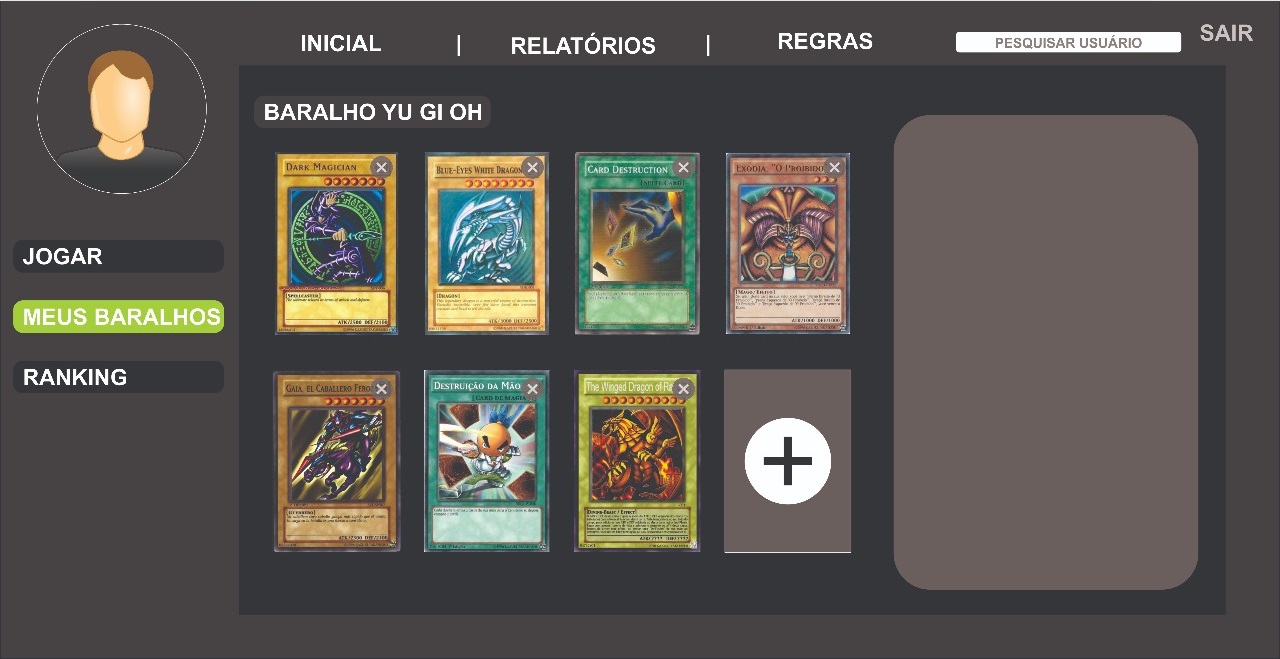 INICIAL | RELATÓRIOS | REGRAS
PESQUISAR USUÁRIO
SAIR
JOGAR
MEUS BARALHOS
RANKING
BARALHO YU GI OH
DARK MAGICIAN
[SPELLCASTER]
ATK/2500 DEF/2100
BLUE-EYES WHITE DRAGON
[DRAGON]
ATK/3000 DEF/2500
CARD DESTRUCTION
[SPELL CARD]
EXODIA, "O PROIBIDO
[MAGO/EFEITO]
ATK/1000 DEF/1000
GAIA, EL CABALLERO FERO
[GUERRERO]
ATK/2300 DEF/2100
DESTRUIÇÃO DA MÃO
[CARD DE MAGIA
The Winged Dragon of Ra
[DIVINE-BEAST / EFFECT]
ATK/???? DEF/????